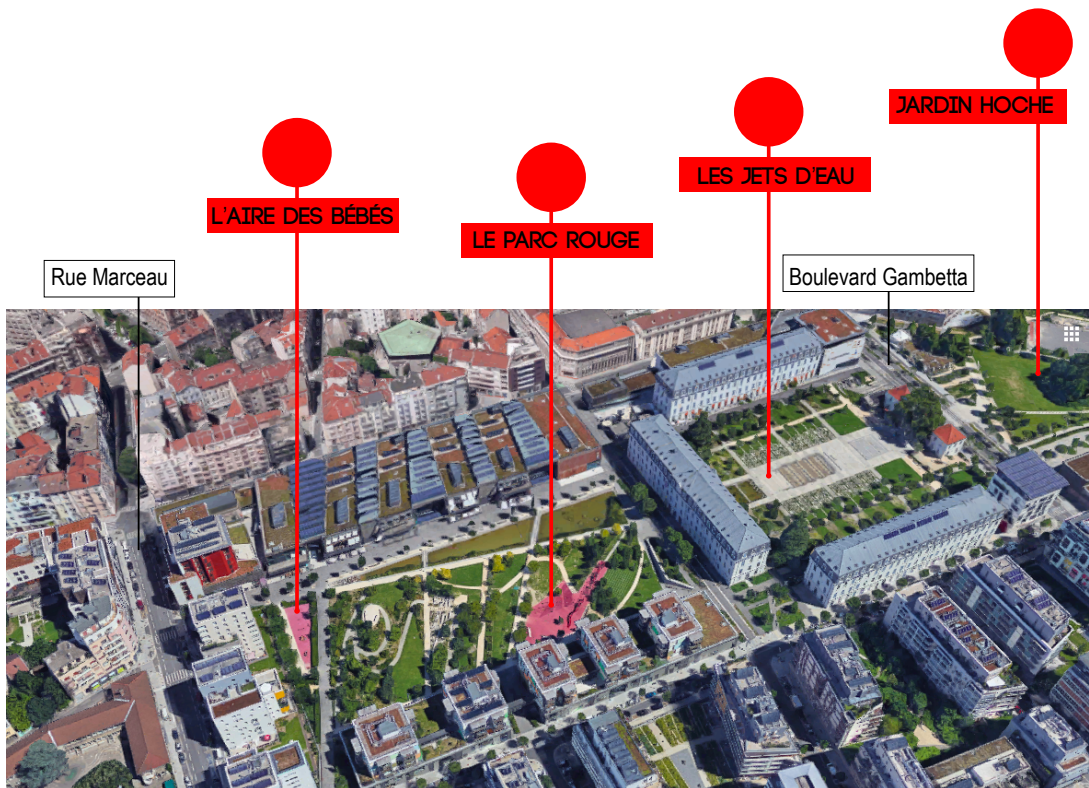 JARDIN HOCHE
LES JETS D'EAU
L'AIRE DES BÉBÉS
LE PARC ROUGE
Rue Marceau
Boulevard Gambetta